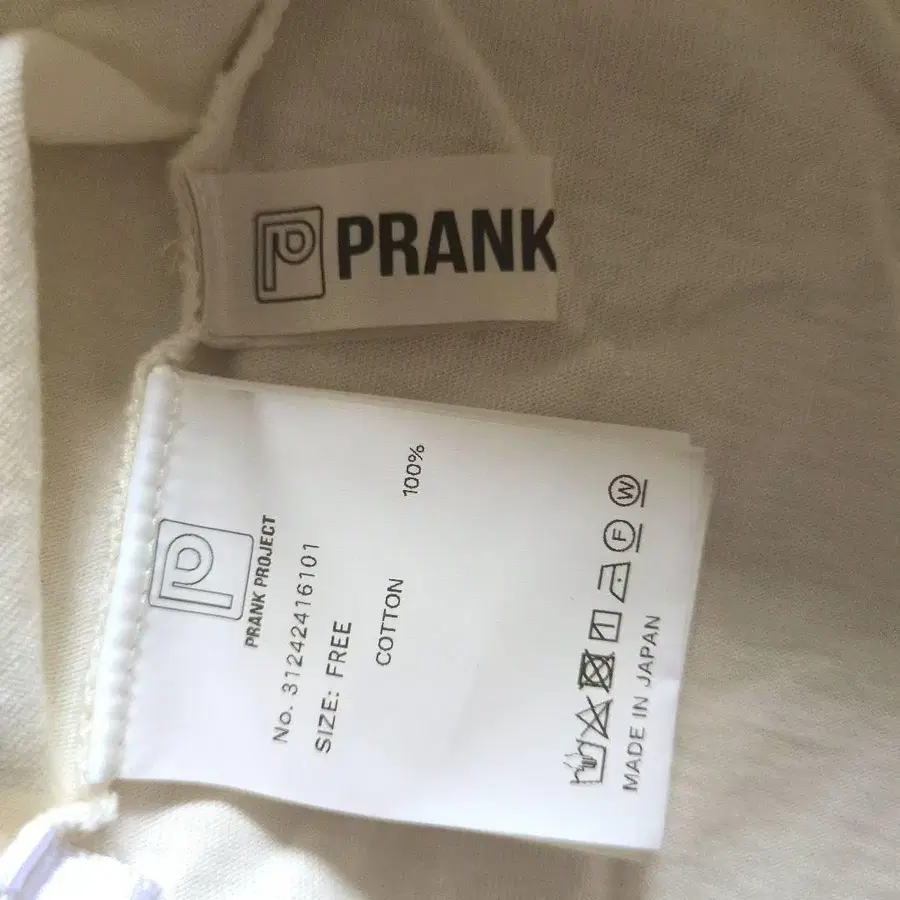 PRANK
PRANK PROJECT
No. 31242416101
SIZE: FREE
COTTON 100%
F W
MADE IN JAPAN